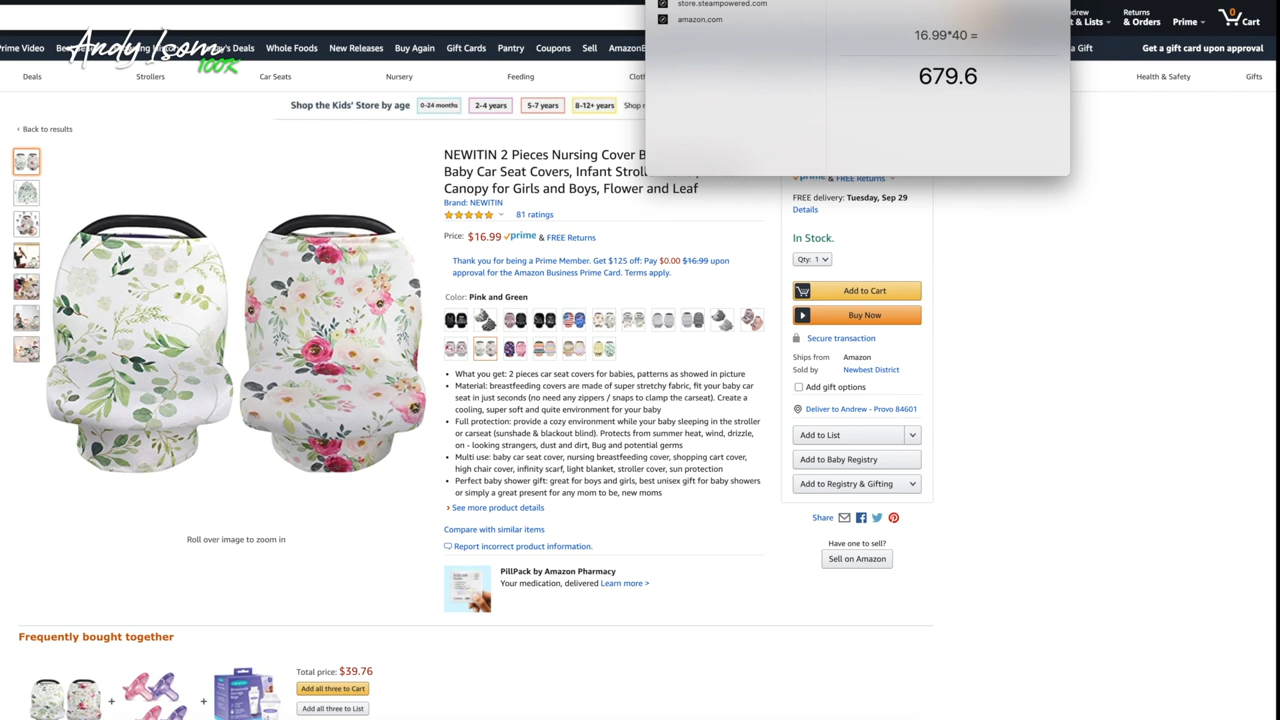 store.steampowered.com
amazon.com
16.99*40 =
679.6
Andy Isom
100K
drew
t & Lists
Returns
& Orders
Prime
0
Cart
Prime Video
Deals
Whole Foods
New Releases
Buy Again
Gift Cards
Pantry
Coupons
Sell
AmazonB
a Gift
Get a gift card upon approval
Deals
Strollers
Car Seats
Nursery
Feeding
Clot
Health & Safety
Gifts
Shop the Kids' Store by age
0-24 months
2-4 years
5-7 years
8-12+ years
Shop
‹ Back to results
NEWITIN 2 Pieces Nursing Cover B
Baby Car Seat Covers, Infant Stroll
Canopy for Girls and Boys, Flower and Leaf
Brand: NEWITIN
81 ratings
Price: $16.99 prime & FREE Returns
Thank you for being a Prime Member. Get $125 off: Pay $0.00 $16.99 upon
approval for the Amazon Business Prime Card. Terms apply.
Color: Pink and Green
• What you get: 2 pieces car seat covers for babies, patterns as showed in picture
• Material: breastfeeding covers are made of super stretchy fabric, fit your baby car
seat in just seconds (no need any zippers / snaps to clamp the carseat). Create a
cooling, super soft and quite environment for your baby
• Full protection: provide a cozy environment while your baby sleeping in the stroller
or carseat (sunshade & blackout blind). Protects from summer heat, wind, drizzle,
on - looking strangers, dust and dirt, Bug and potential germs
• Multi use: baby car seat cover, nursing breastfeeding cover, shopping cart cover,
high chair cover, infinity scarf, light blanket, stroller cover, sun protection
• Perfect baby shower gift: great for boys and girls, best unisex gift for baby showers
or simply a great present for any mom to be, new moms
› See more product details
Compare with similar items
Report incorrect product information.
PillPack by Amazon Pharmacy
Your medication, delivered Learn more >
Roll over image to zoom in
prime & FREE Returns
FREE delivery: Tuesday, Sep 29
Details
In Stock.
Qty: 1
Add to Cart
Buy Now
Secure transaction
Ships from Amazon
Sold by Newbest District
Add gift options
Deliver to Andrew - Provo 84601
Add to List
Add to Baby Registry
Add to Registry & Gifting
Share
Have one to sell?
Sell on Amazon
Frequently bought together
+
+
Total price: $39.76
Add all three to Cart
Add all three to List